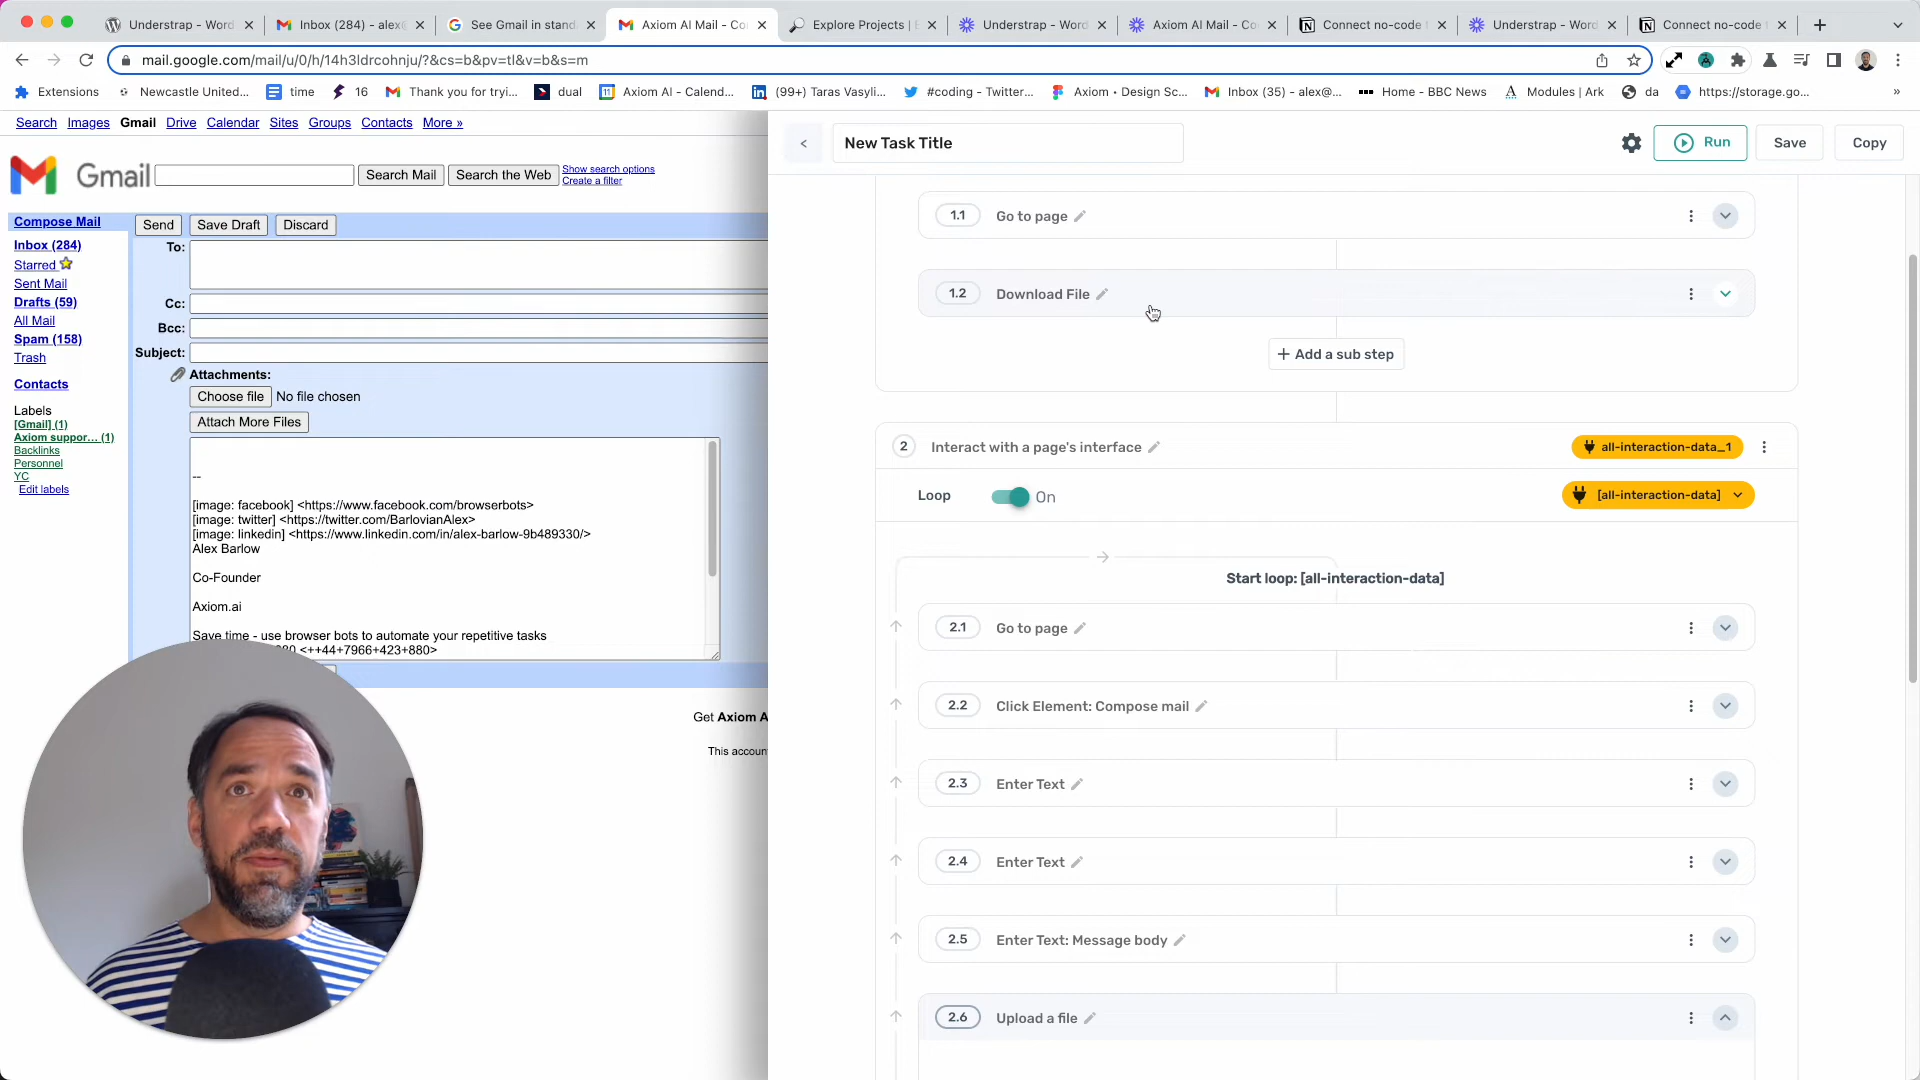 Understrap - Word
Inbox (284) - alex@
See Gmail in stand
Axiom AI Mail - Co
Explore Projects | E
Understrap - Word
Axiom AI Mail - Co
Connect no-code t
Understrap - Word
Connect no-code t
mail.google.com/mail/u/0/h/14h3ldrcohnju/?&cs=b&pv=tl&v=b&s=m
Extensions
Newcastle United...
time
16
Thank you for tryi...
dual
Axiom AI - Calend...
(99+) Taras Vasyli...
#coding - Twitter...
Axiom • Design Sc...
Inbox (35) - alex@...
Home - BBC News
Modules | Ark
da
https://storage.go...
»
Search Images Gmail Drive Calendar Sites Groups Contacts More »
Gmail
Search Mail
Search the Web
Show search options
Create a filter
Compose Mail
Inbox (284)
Starred
Sent Mail
Drafts (59)
All Mail
Spam (158)
Trash
Contacts
Labels
[Gmail] (1)
Axiom suppor... (1)
Backlinks
Personnel
YC
Edit labels
Send
Save Draft
Discard
To:
Cc:
Bcc:
Subject:
Attachments:
Choose file No file chosen
Attach More Files
--
[image: facebook] <https://www.facebook.com/browserbots>
[image: twitter] <https://twitter.com/BarlovianAlex>
[image: linkedin] <https://www.linkedin.com/in/alex-barlow-9b489330/>
Alex Barlow
Co-Founder
Axiom.ai
Save time - use browser bots to automate your repetitive tasks
<++44+7966+423+880>
Get Axiom A
This account
<
New Task Title
Run
Save
Copy
1.1 Go to page
1.2 Download File
+ Add a sub step
2 Interact with a page's interface
all-interaction-data_1
Loop On
[all-interaction-data]
Start loop: [all-interaction-data]
2.1 Go to page
2.2 Click Element: Compose mail
2.3 Enter Text
2.4 Enter Text
2.5 Enter Text: Message body
2.6 Upload a file